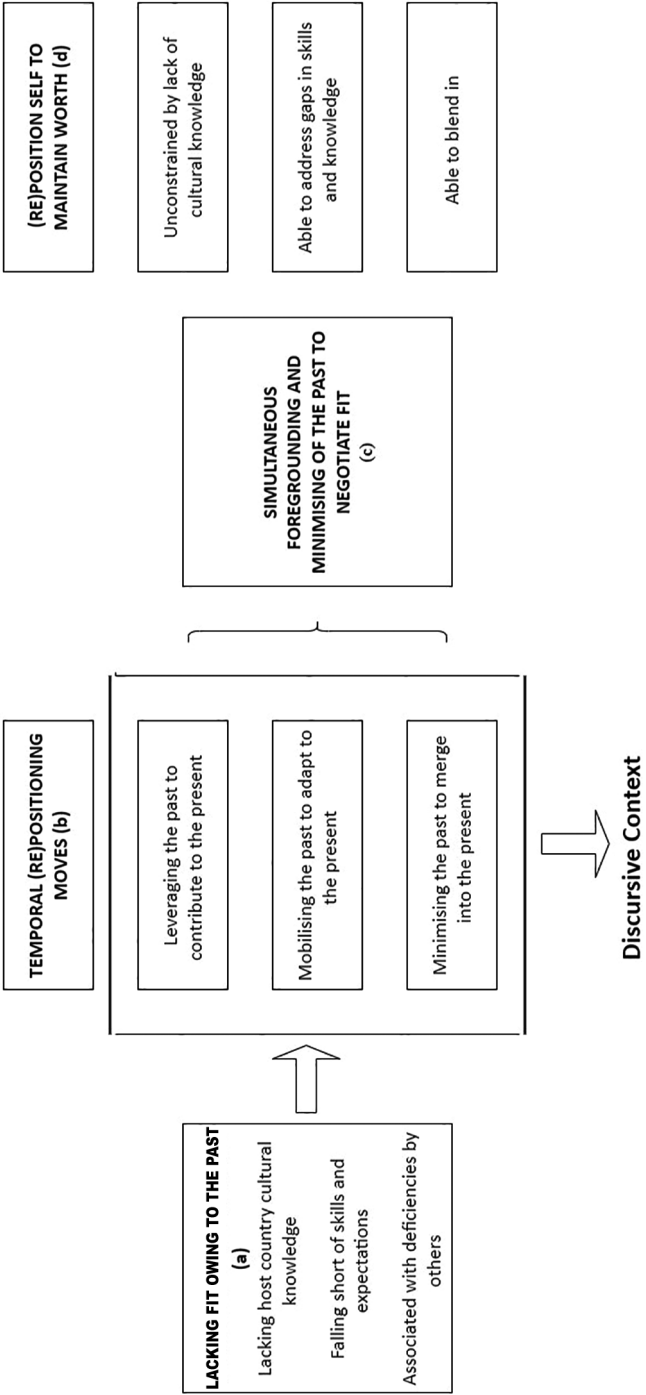 LACKING FIT OWING TO THE PAST
(a)
Lacking host country cultural
knowledge
Falling short of skills and
expectations
Associated with deficiencies by
others
TEMPORAL (RE)POSITIONING
MOVES (b)
Leveraging the past to
contribute to the present
Mobilising the past to adapt to
the present
Minimising the past to merge
into the present
Discursive Context
SIMULTANEOUS
FOREGROUNDING AND
MINIMISING OF THE PAST TO
NEGOTIATE FIT
(c)
(RE)POSITION SELF TO
MAINTAIN WORTH (d)
Unconstrained by lack of
cultural knowledge
Able to address gaps in skills
and knowledge
Able to blend in